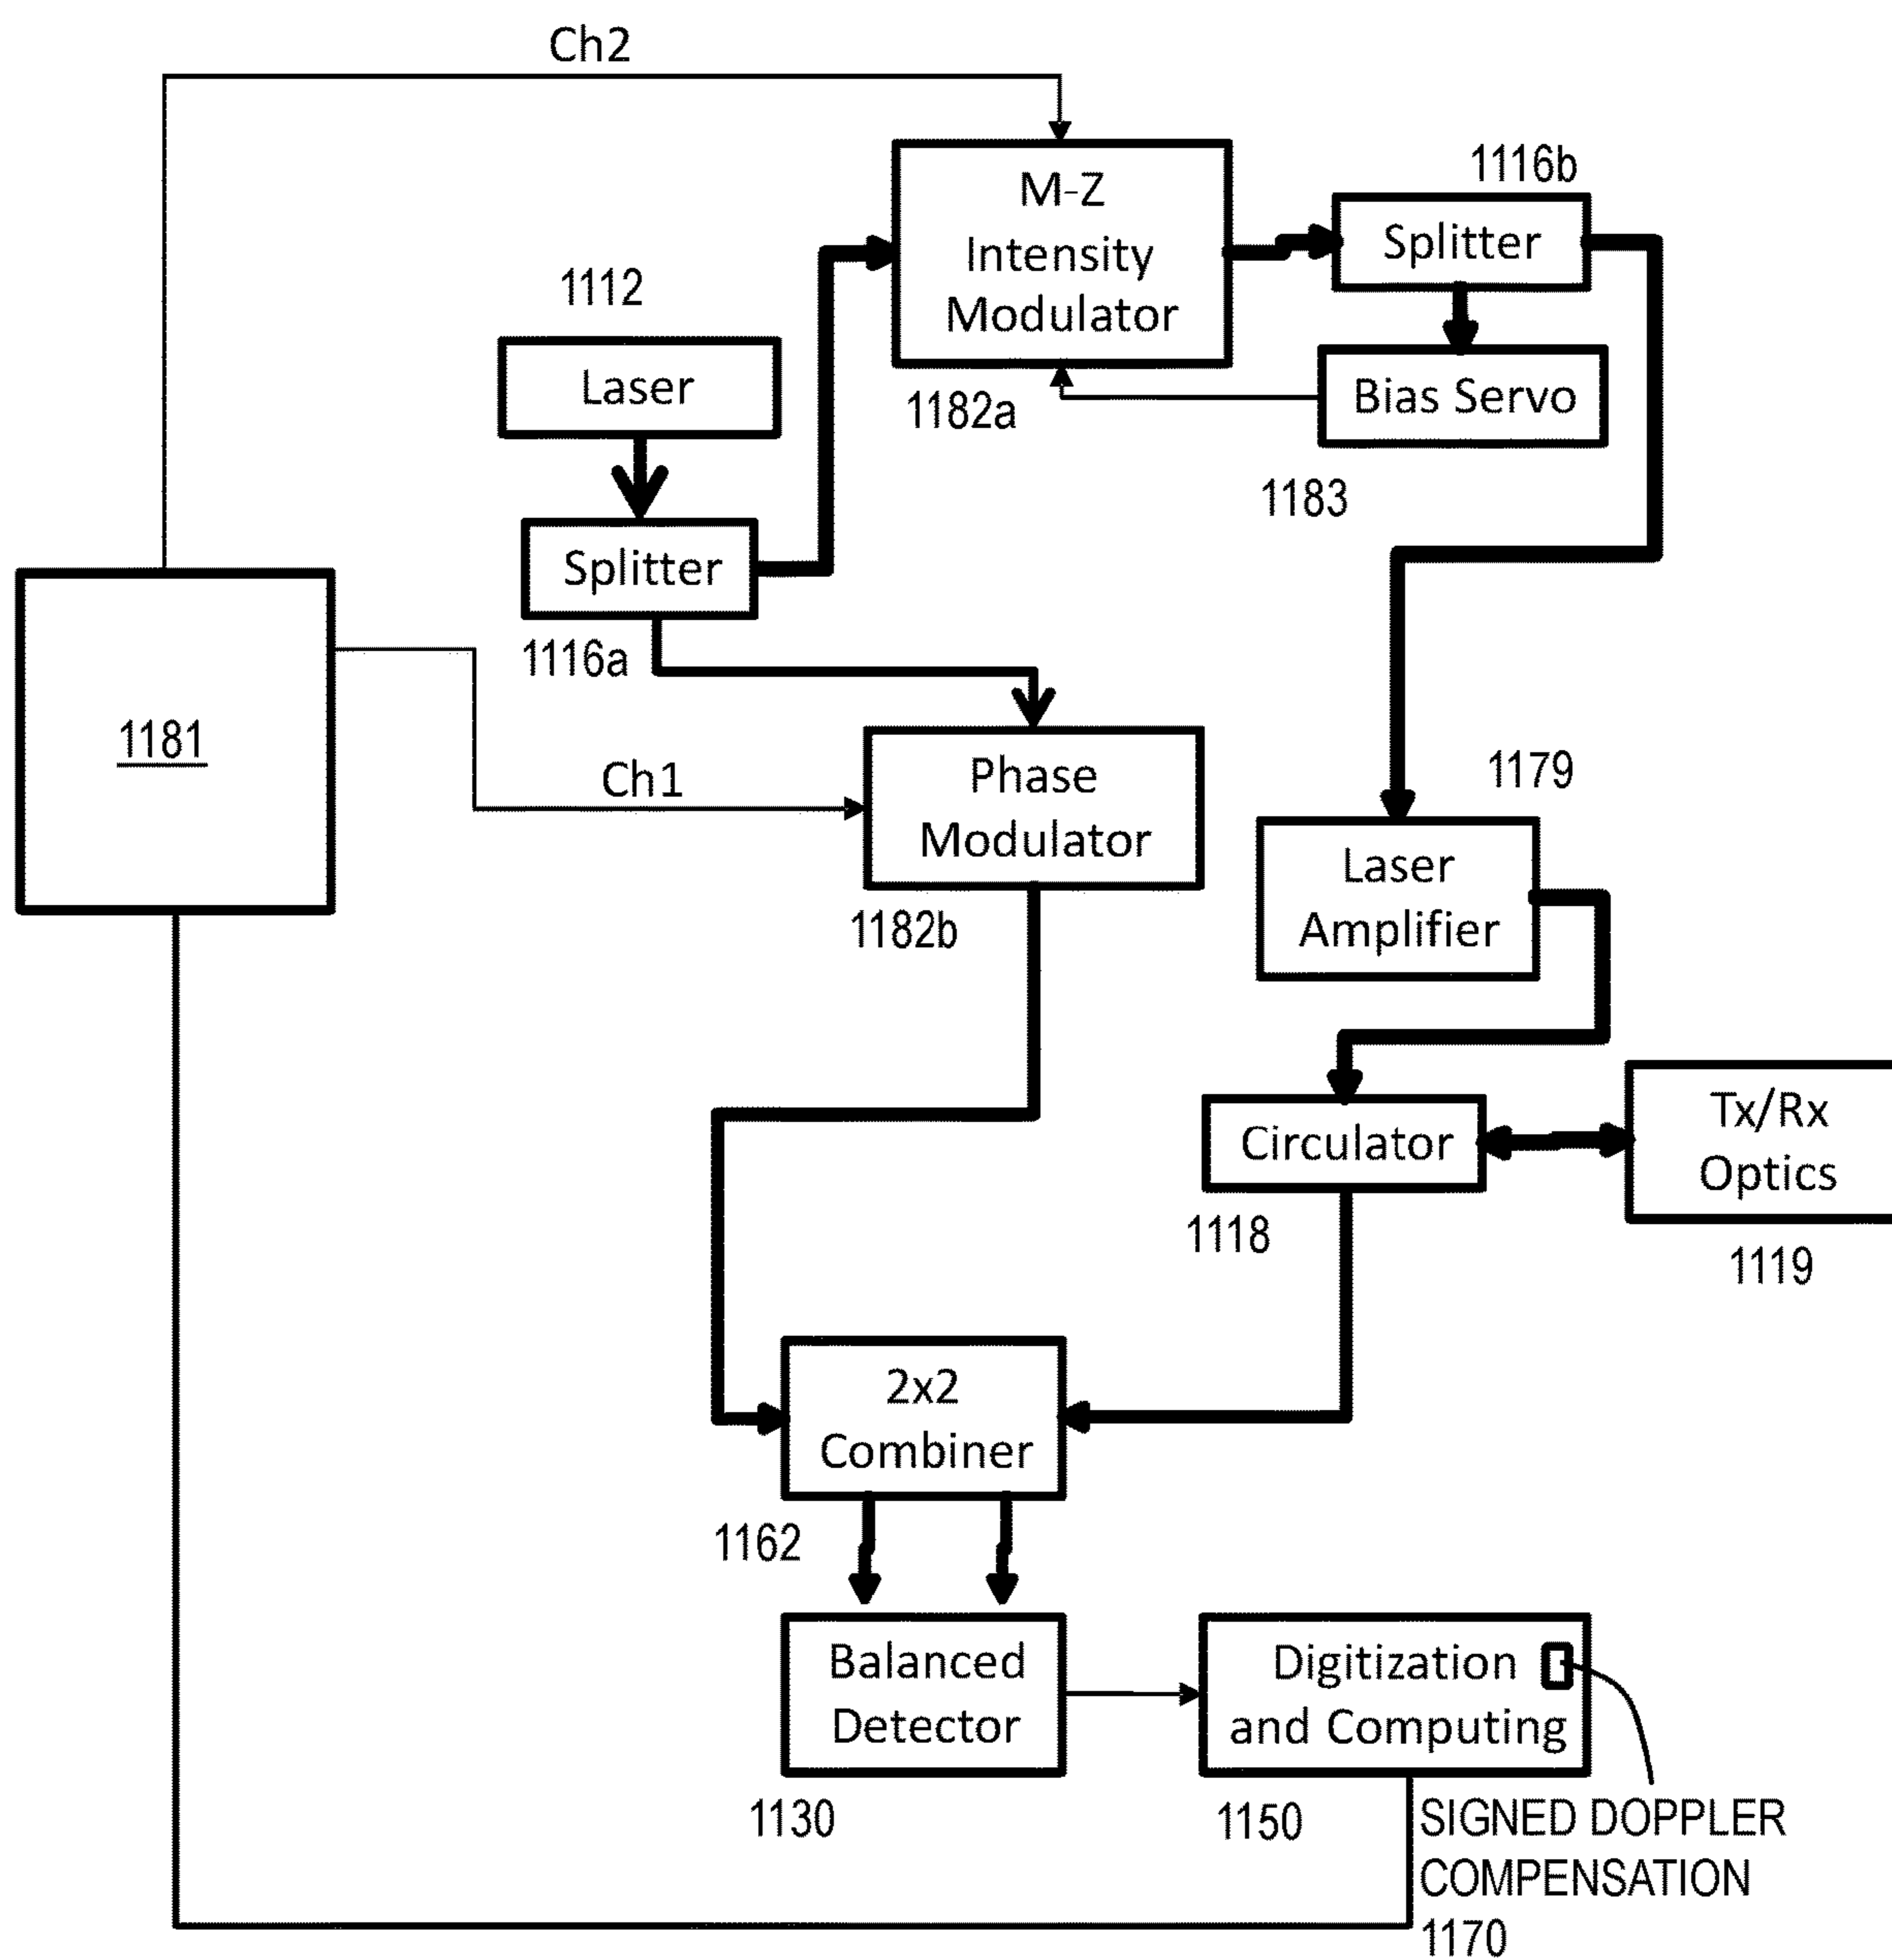 Ch2
M-Z
Intensity
Modulator
1182a
1116b
Splitter
Bias Servo
1183
1112
Laser
Splitter
1116a
1181
Ch1
Phase
Modulator
1182b
1179
Laser
Amplifier
Circulator
1118
Tx/Rx
Optics
1119
2x2
Combiner
1162
Balanced
Detector
1130
Digitization
and Computing
1150
SIGNED DOPPLER
COMPENSATION
1170